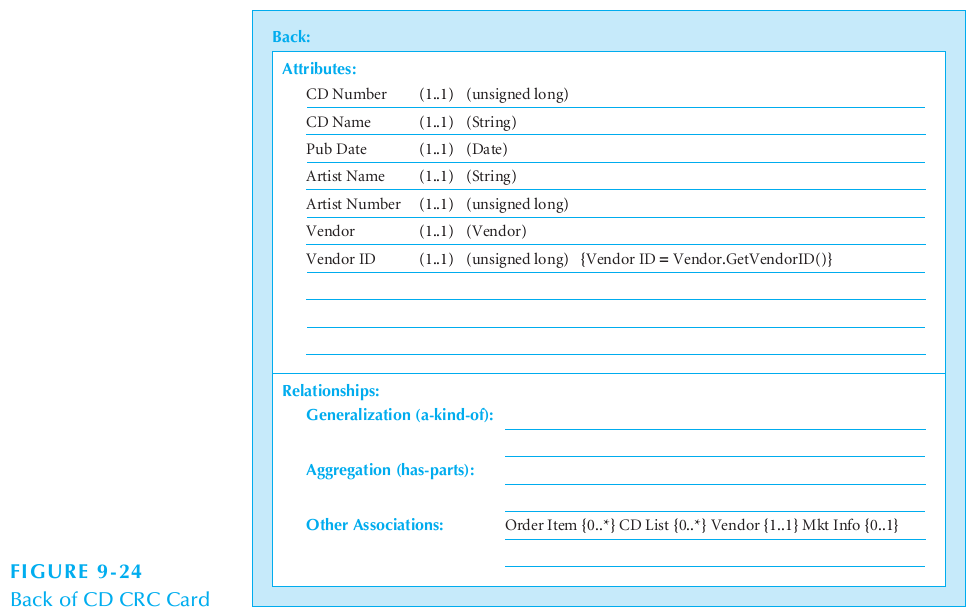 Back:
Attributes:
CD Number (1..1) (unsigned long)
CD Name (1..1) (String)
Pub Date (1..1) (Date)
Artist Name (1..1) (String)
Artist Number (1..1) (unsigned long)
Vendor (1..1) (Vendor)
Vendor ID (1..1) (unsigned long) {Vendor ID = Vendor.GetVendorID()}
Relationships:
Generalization (a-kind-of):
Aggregation (has-parts):
Other Associations: Order Item {0..*} CD List {0..*} Vendor {1..1} Mkt Info {0..1}
FIGURE 9-24
Back of CD CRC Card